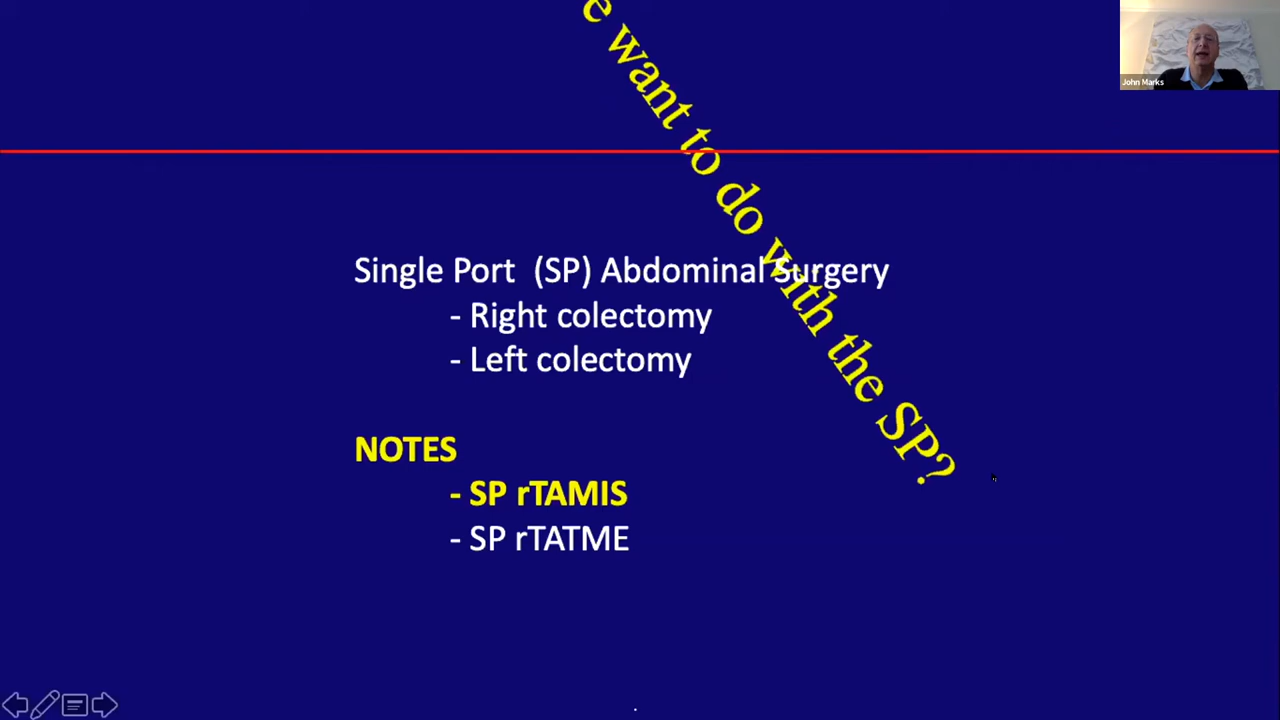 John Marks
e want to do with the SP?
Single Port (SP) Abdominal Surgery
- Right colectomy
- Left colectomy
NOTES
- SP rTAMIS
- SP rTATME